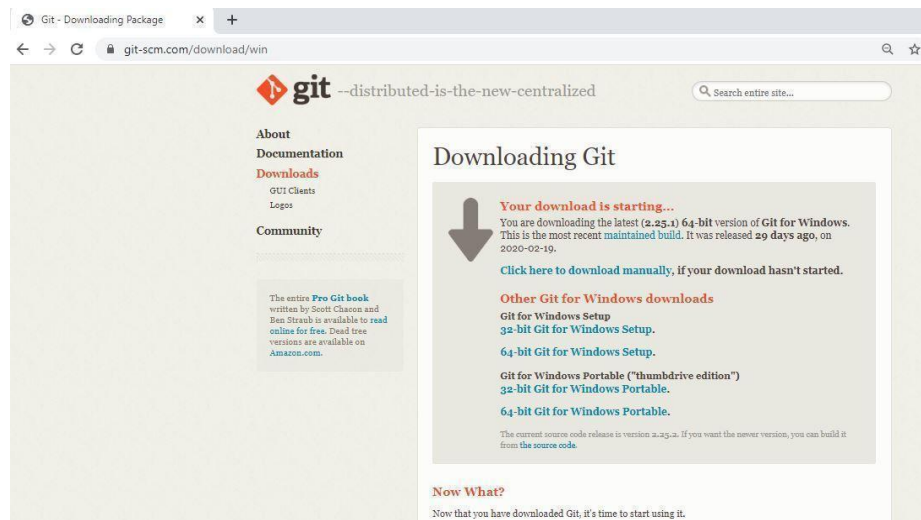 Git - Downloading Package
git-scm.com/download/win
git --distributed-is-the-new-centralized
Search entire site...
About
Documentation
Downloads
GUI Clients
Logos
Community
The entire Pro Git book
written by Scott Chacon and
Ben Straub is available to read
online for free. Dead tree
versions are available on
Amazon.com.
Downloading Git
Your download is starting...
You are downloading the latest (2.25.1) 64-bit version of Git for Windows.
This is the most recent maintained build. It was released 29 days ago, on
2020-02-19.
Click here to download manually, if your download hasn't started.
Other Git for Windows downloads
Git for Windows Setup
32-bit Git for Windows Setup.
64-bit Git for Windows Setup.
Git for Windows Portable ("thumbdrive edition")
32-bit Git for Windows Portable.
64-bit Git for Windows Portable.
The current source code release is version 2.25.2. If you want the newer version, you can build it
from the source code.
Now What?
Now that you have downloaded Git, it's time to start using it.